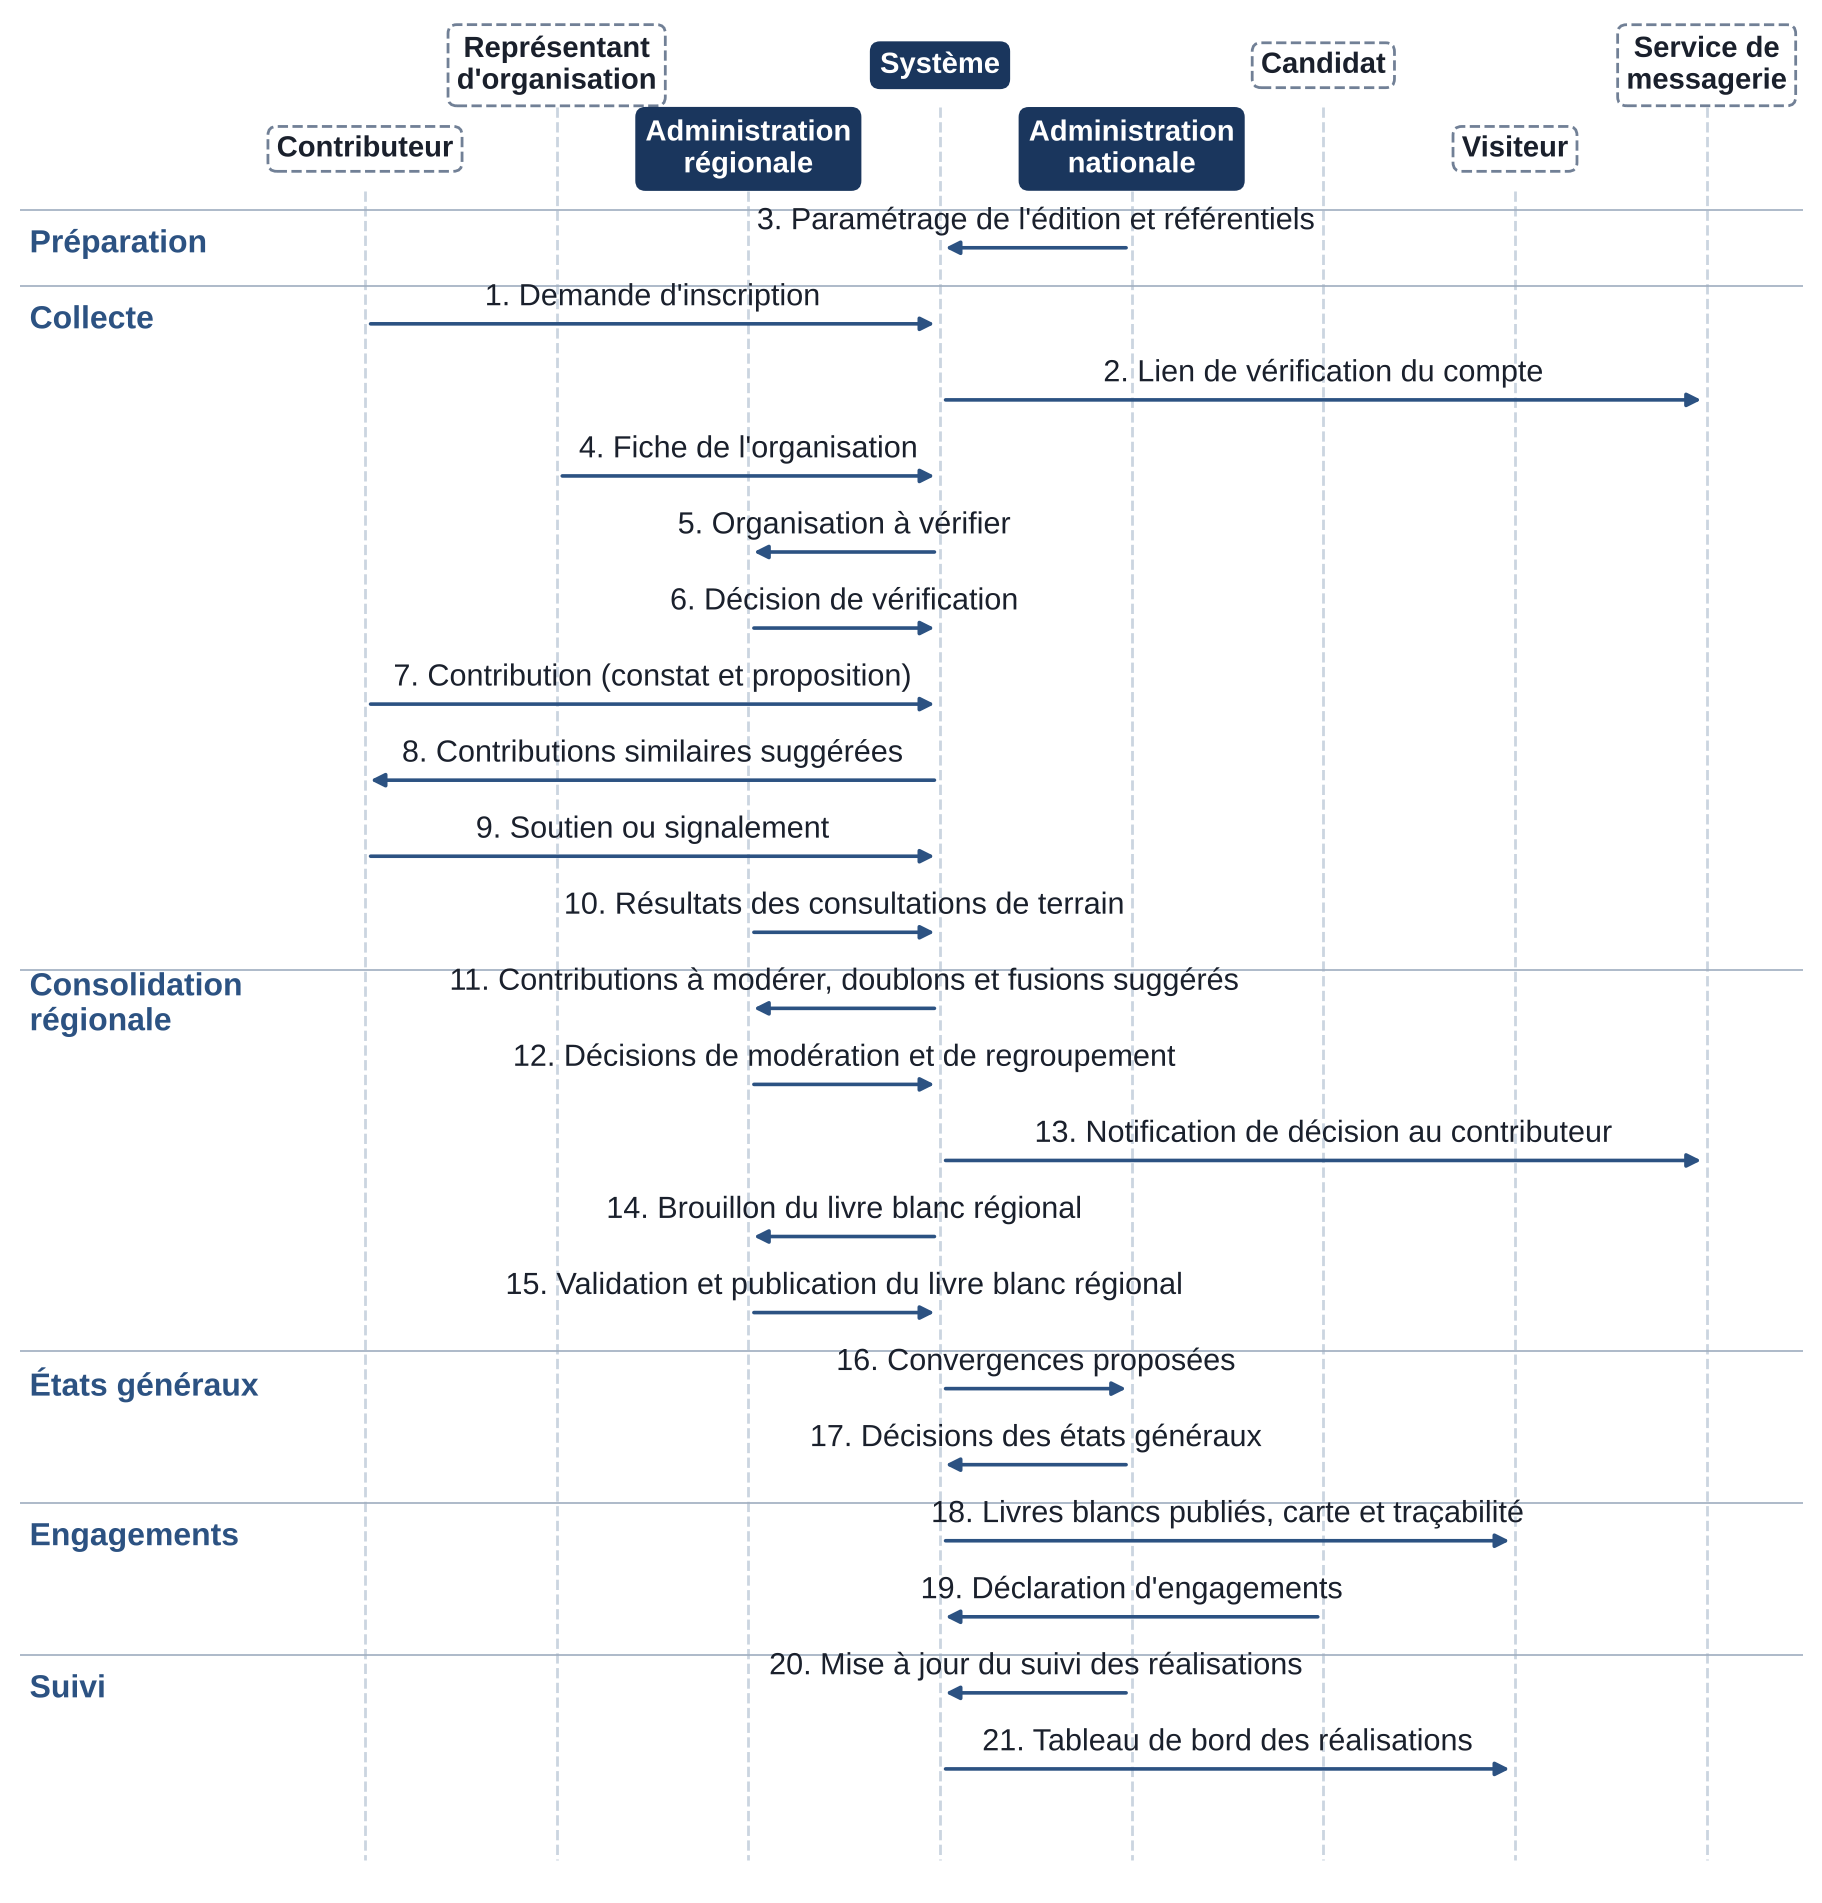 Représentant
d'organisation
Système
Candidat
Service de
messagerie
Contributeur
Administration
régionale
Administration
nationale
Visiteur
3. Paramétrage de l'édition et référentiels
Préparation
1. Demande d'inscription
Collecte
2. Lien de vérification du compte
4. Fiche de l'organisation
5. Organisation à vérifier
6. Décision de vérification
7. Contribution (constat et proposition)
8. Contributions similaires suggérées
9. Soutien ou signalement
10. Résultats des consultations de terrain
Consolidation
régionale
11. Contributions à modérer, doublons et fusions suggérés
12. Décisions de modération et de regroupement
13. Notification de décision au contributeur
14. Brouillon du livre blanc régional
15. Validation et publication du livre blanc régional
16. Convergences proposées
États généraux
17. Décisions des états généraux
18. Livres blancs publiés, carte et traçabilité
Engagements
19. Déclaration d'engagements
20. Mise à jour du suivi des réalisations
Suivi
21. Tableau de bord des réalisations